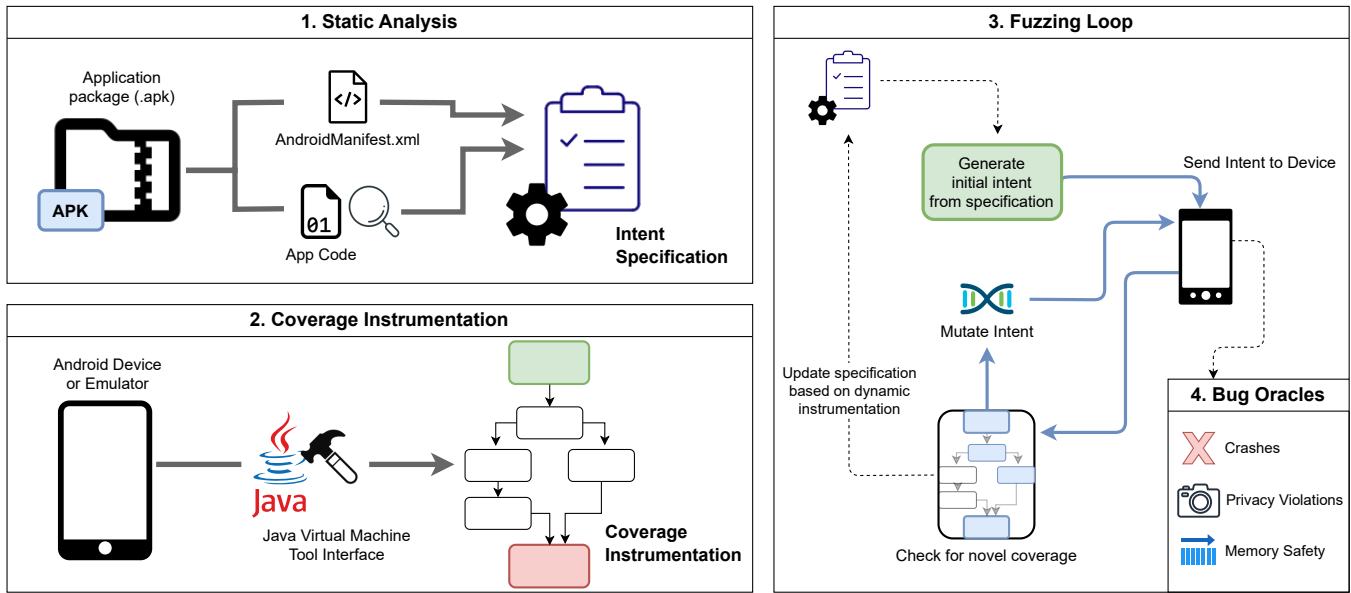 1. Static Analysis
Application
package (.apk)
APK
</>
AndroidManifest.xml
01
App Code
Intent
Specification
2. Coverage Instrumentation
Android Device
or Emulator
Java
Java Virtual Machine
Tool Interface
Coverage
Instrumentation
3. Fuzzing Loop
Generate
initial intent
from specification
Send Intent to Device
Mutate Intent
Update specification
based on dynamic
instrumentation
Check for novel coverage
4. Bug Oracles
Crashes
Privacy Violations
Memory Safety